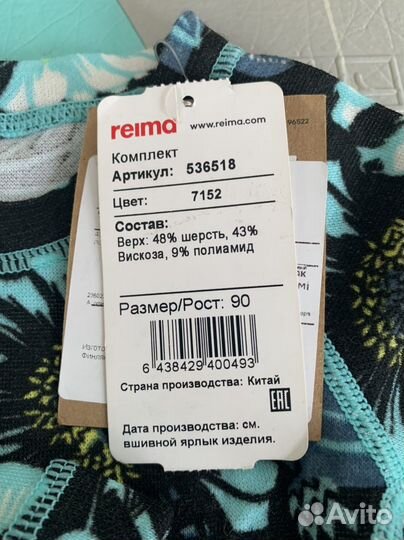 reima www.reima.com
Комплект
Артикул: 536518
Цвет: 7152
Состав:
Верх: 48% шерсть, 43%
Вискоза, 9% полиамид
Размер/Рост: 90
6 438429 400493
Страна производства: Китай
EAC
Дата производства: см.
вшивной ярлык изделия.
96522
Avito